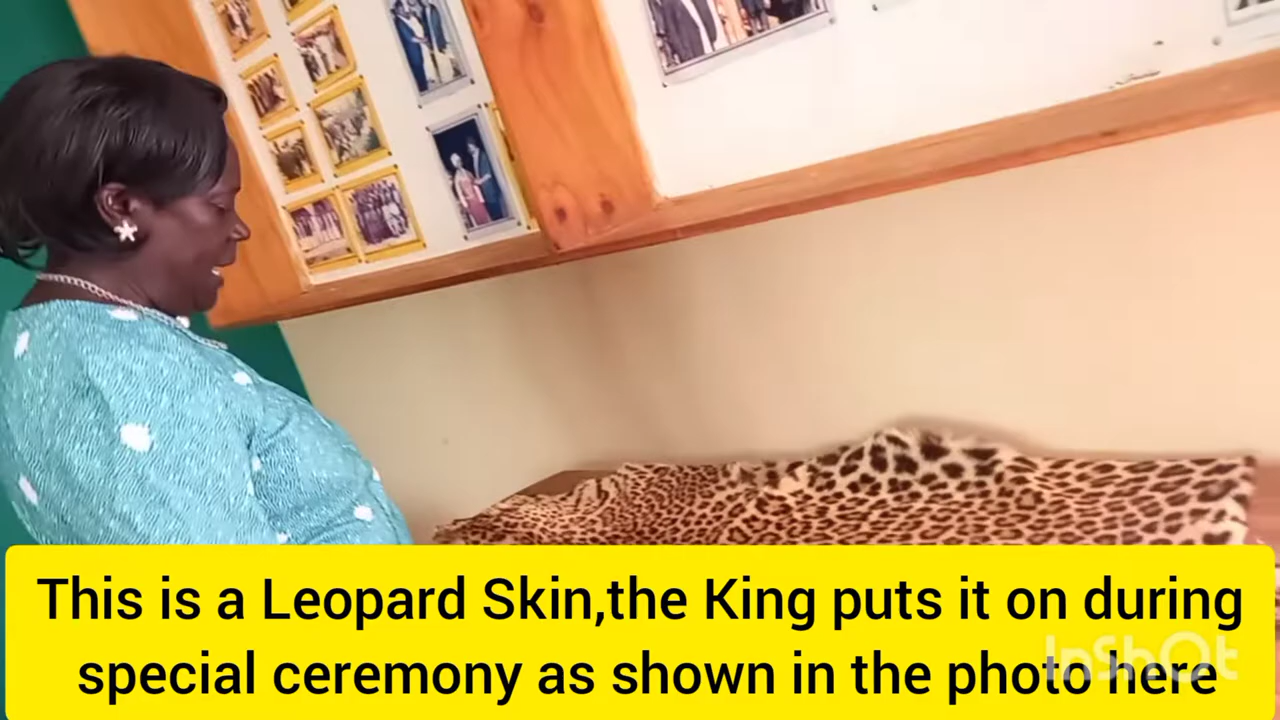 This is a Leopard Skin,the King puts it on during
special ceremony as shown in the photo here
InShOt